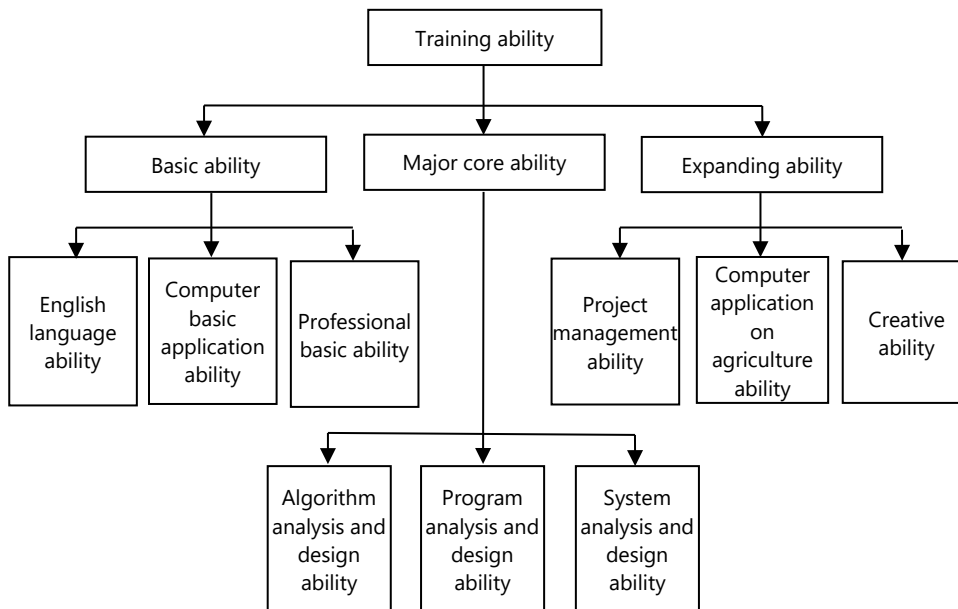 Training ability
Basic ability
Major core ability
Expanding ability
English
language
ability
Computer
basic
application
ability
Professional
basic ability
Project
management
ability
Computer
application
on
agriculture
ability
Creative
ability
Algorithm
analysis and
design
ability
Program
analysis and
design
ability
System
analysis and
design
ability